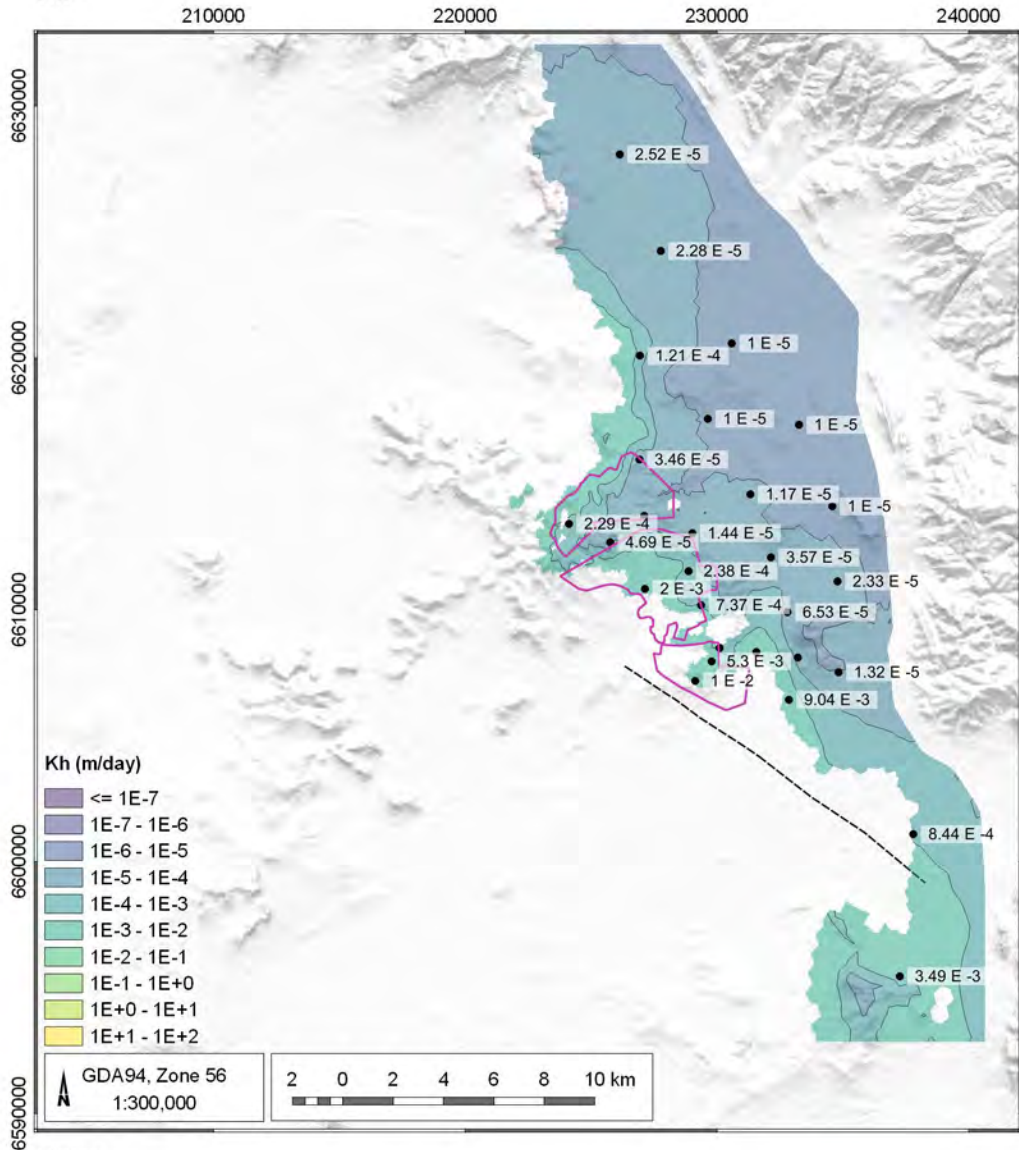 210000 220000 230000 240000
6630000
6620000
6610000
6600000
6590000
2.52 E -5
2.28 E -5
1 E -5
1.21 E -4
1 E -5
1 E -5
3.46 E -5
1.17 E -5
1 E -5
2.29 E -4
1.44 E -5
4.69 E -5
3.57 E -5
2.38 E -4
2.33 E -5
2 E -3
7.37 E -4
6.53 E -5
5.3 E -3
1.32 E -5
1 E -2
9.04 E -3
8.44 E -4
3.49 E -3
Kh (m/day)
<= 1E-7
1E-7 - 1E-6
1E-6 - 1E-5
1E-5 - 1E-4
1E-4 - 1E-3
1E-3 - 1E-2
1E-2 - 1E-1
1E-1 - 1E+0
1E+0 - 1E+1
1E+1 - 1E+2
N
GDA94, Zone 56
1:300,000
2 0 2 4 6 8 10 km